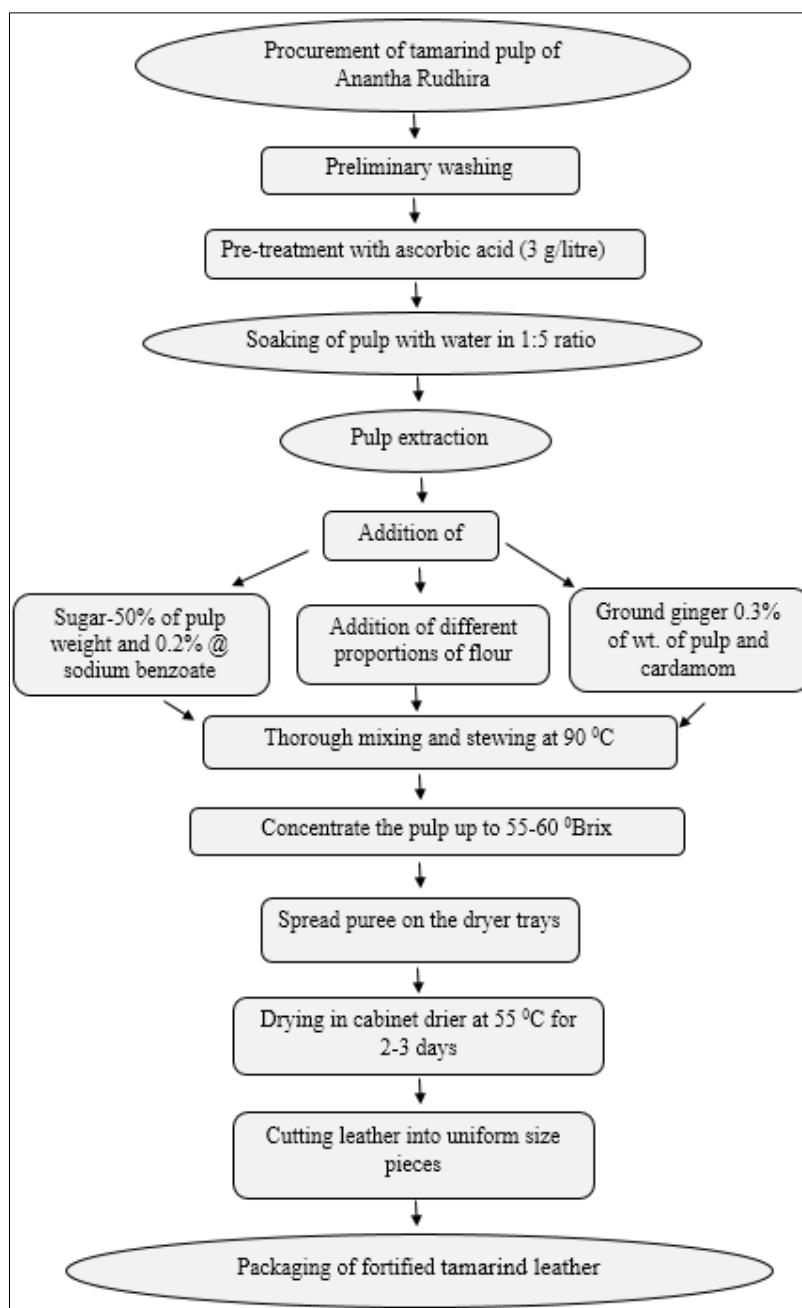 Procurement of tamarind pulp of
Anantha Rudhira
Preliminary washing
Pre-treatment with ascorbic acid (3 g/litre)
Soaking of pulp with water in 1:5 ratio
Pulp extraction
Addition of
Sugar-50% of pulp
weight and 0.2% @
sodium benzoate
Addition of different
proportions of flour
Ground ginger 0.3%
of wt. of pulp and
cardamom
Thorough mixing and stewing at 90 ⁰C
Concentrate the pulp up to 55-60 ⁰Brix
Spread puree on the dryer trays
Drying in cabinet drier at 55 ⁰C for
2-3 days
Cutting leather into uniform size
pieces
Packaging of fortified tamarind leather